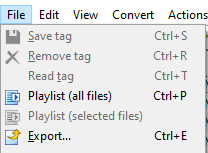 File Edit View Convert Actions
Save tag Ctrl+S
Remove tag Ctrl+R
Read tag Ctrl+T
Playlist (all files) Ctrl+P
Playlist (selected files)
Export... Ctrl+E